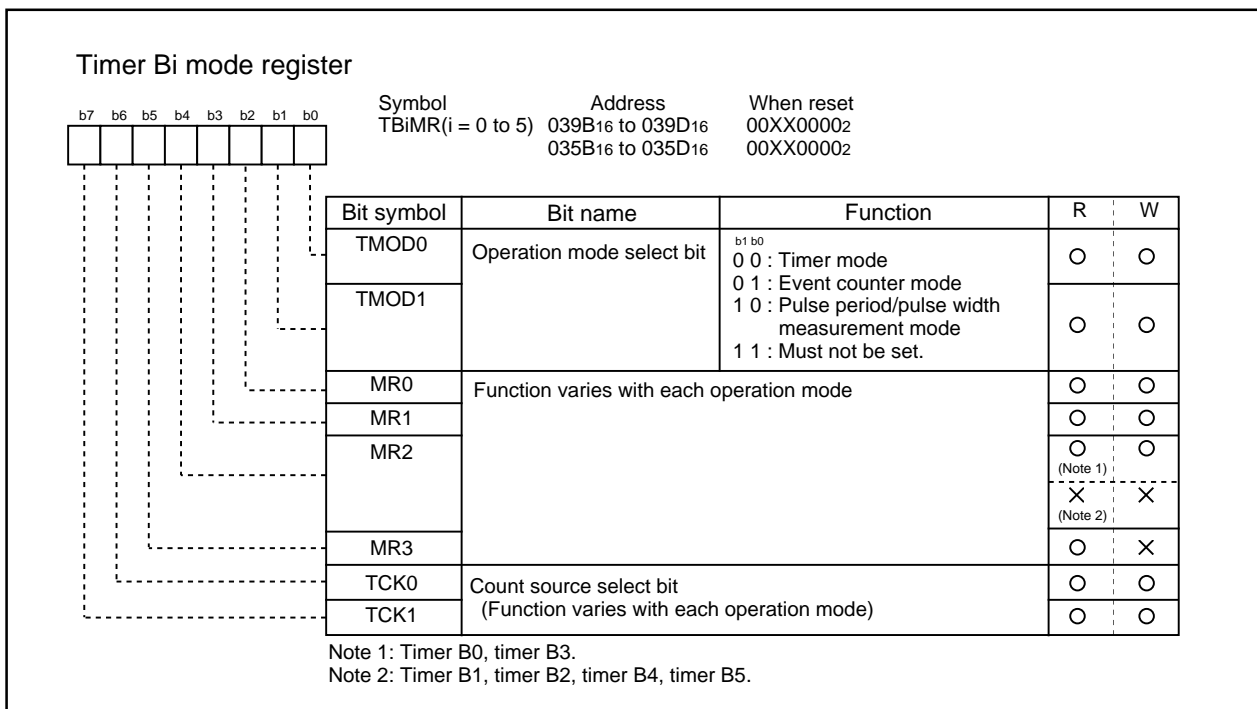 Timer Bi mode register
Symbol Address When reset
TBiMR(i = 0 to 5) 039B16 to 039D16 00XX00002
035B16 to 035D16 00XX00002
b7 b6 b5 b4 b3 b2 b1 b0
Bit symbol Bit name Function R W
TMOD0 Operation mode select bit b1 b0
0 0 : Timer mode
0 1 : Event counter mode
TMOD1 1 0 : Pulse period/pulse width
measurement mode
1 1 : Must not be set.
MR0 Function varies with each operation mode
MR1
MR2
(Note 1)
(Note 2)
MR3
TCK0 Count source select bit
TCK1 (Function varies with each operation mode)
Note 1: Timer B0, timer B3.
Note 2: Timer B1, timer B2, timer B4, timer B5.